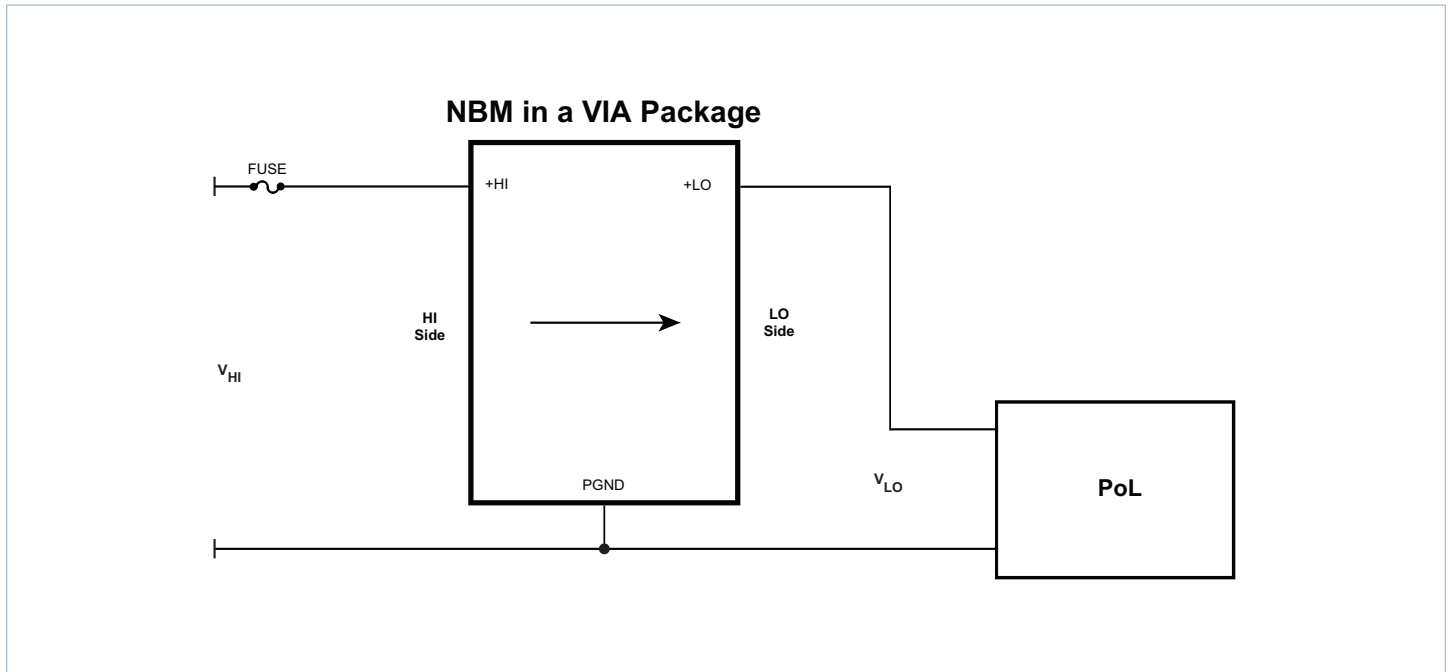 NBM in a VIA Package
FUSE
+HI
+LO
HI
Side
LO
Side
VHI
PGND
VLO
PoL